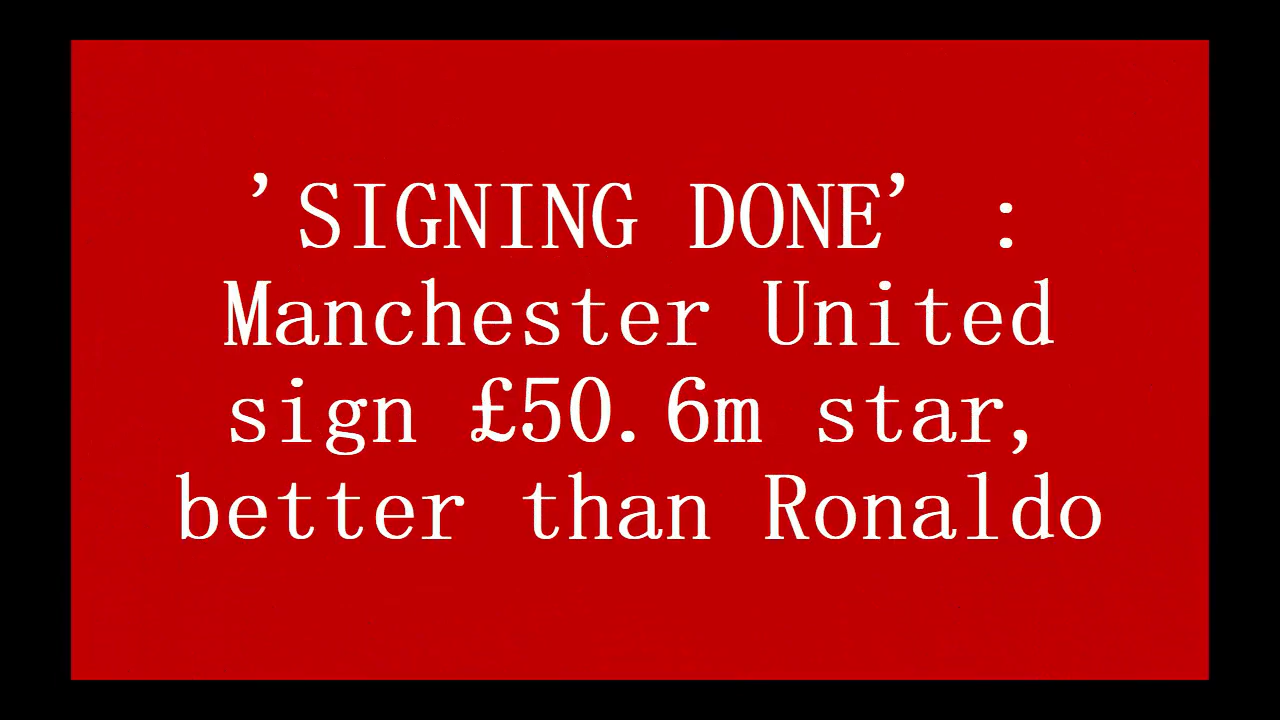 ’SIGNING DONE’ :
Manchester United
sign £50.6m star,
better than Ronaldo